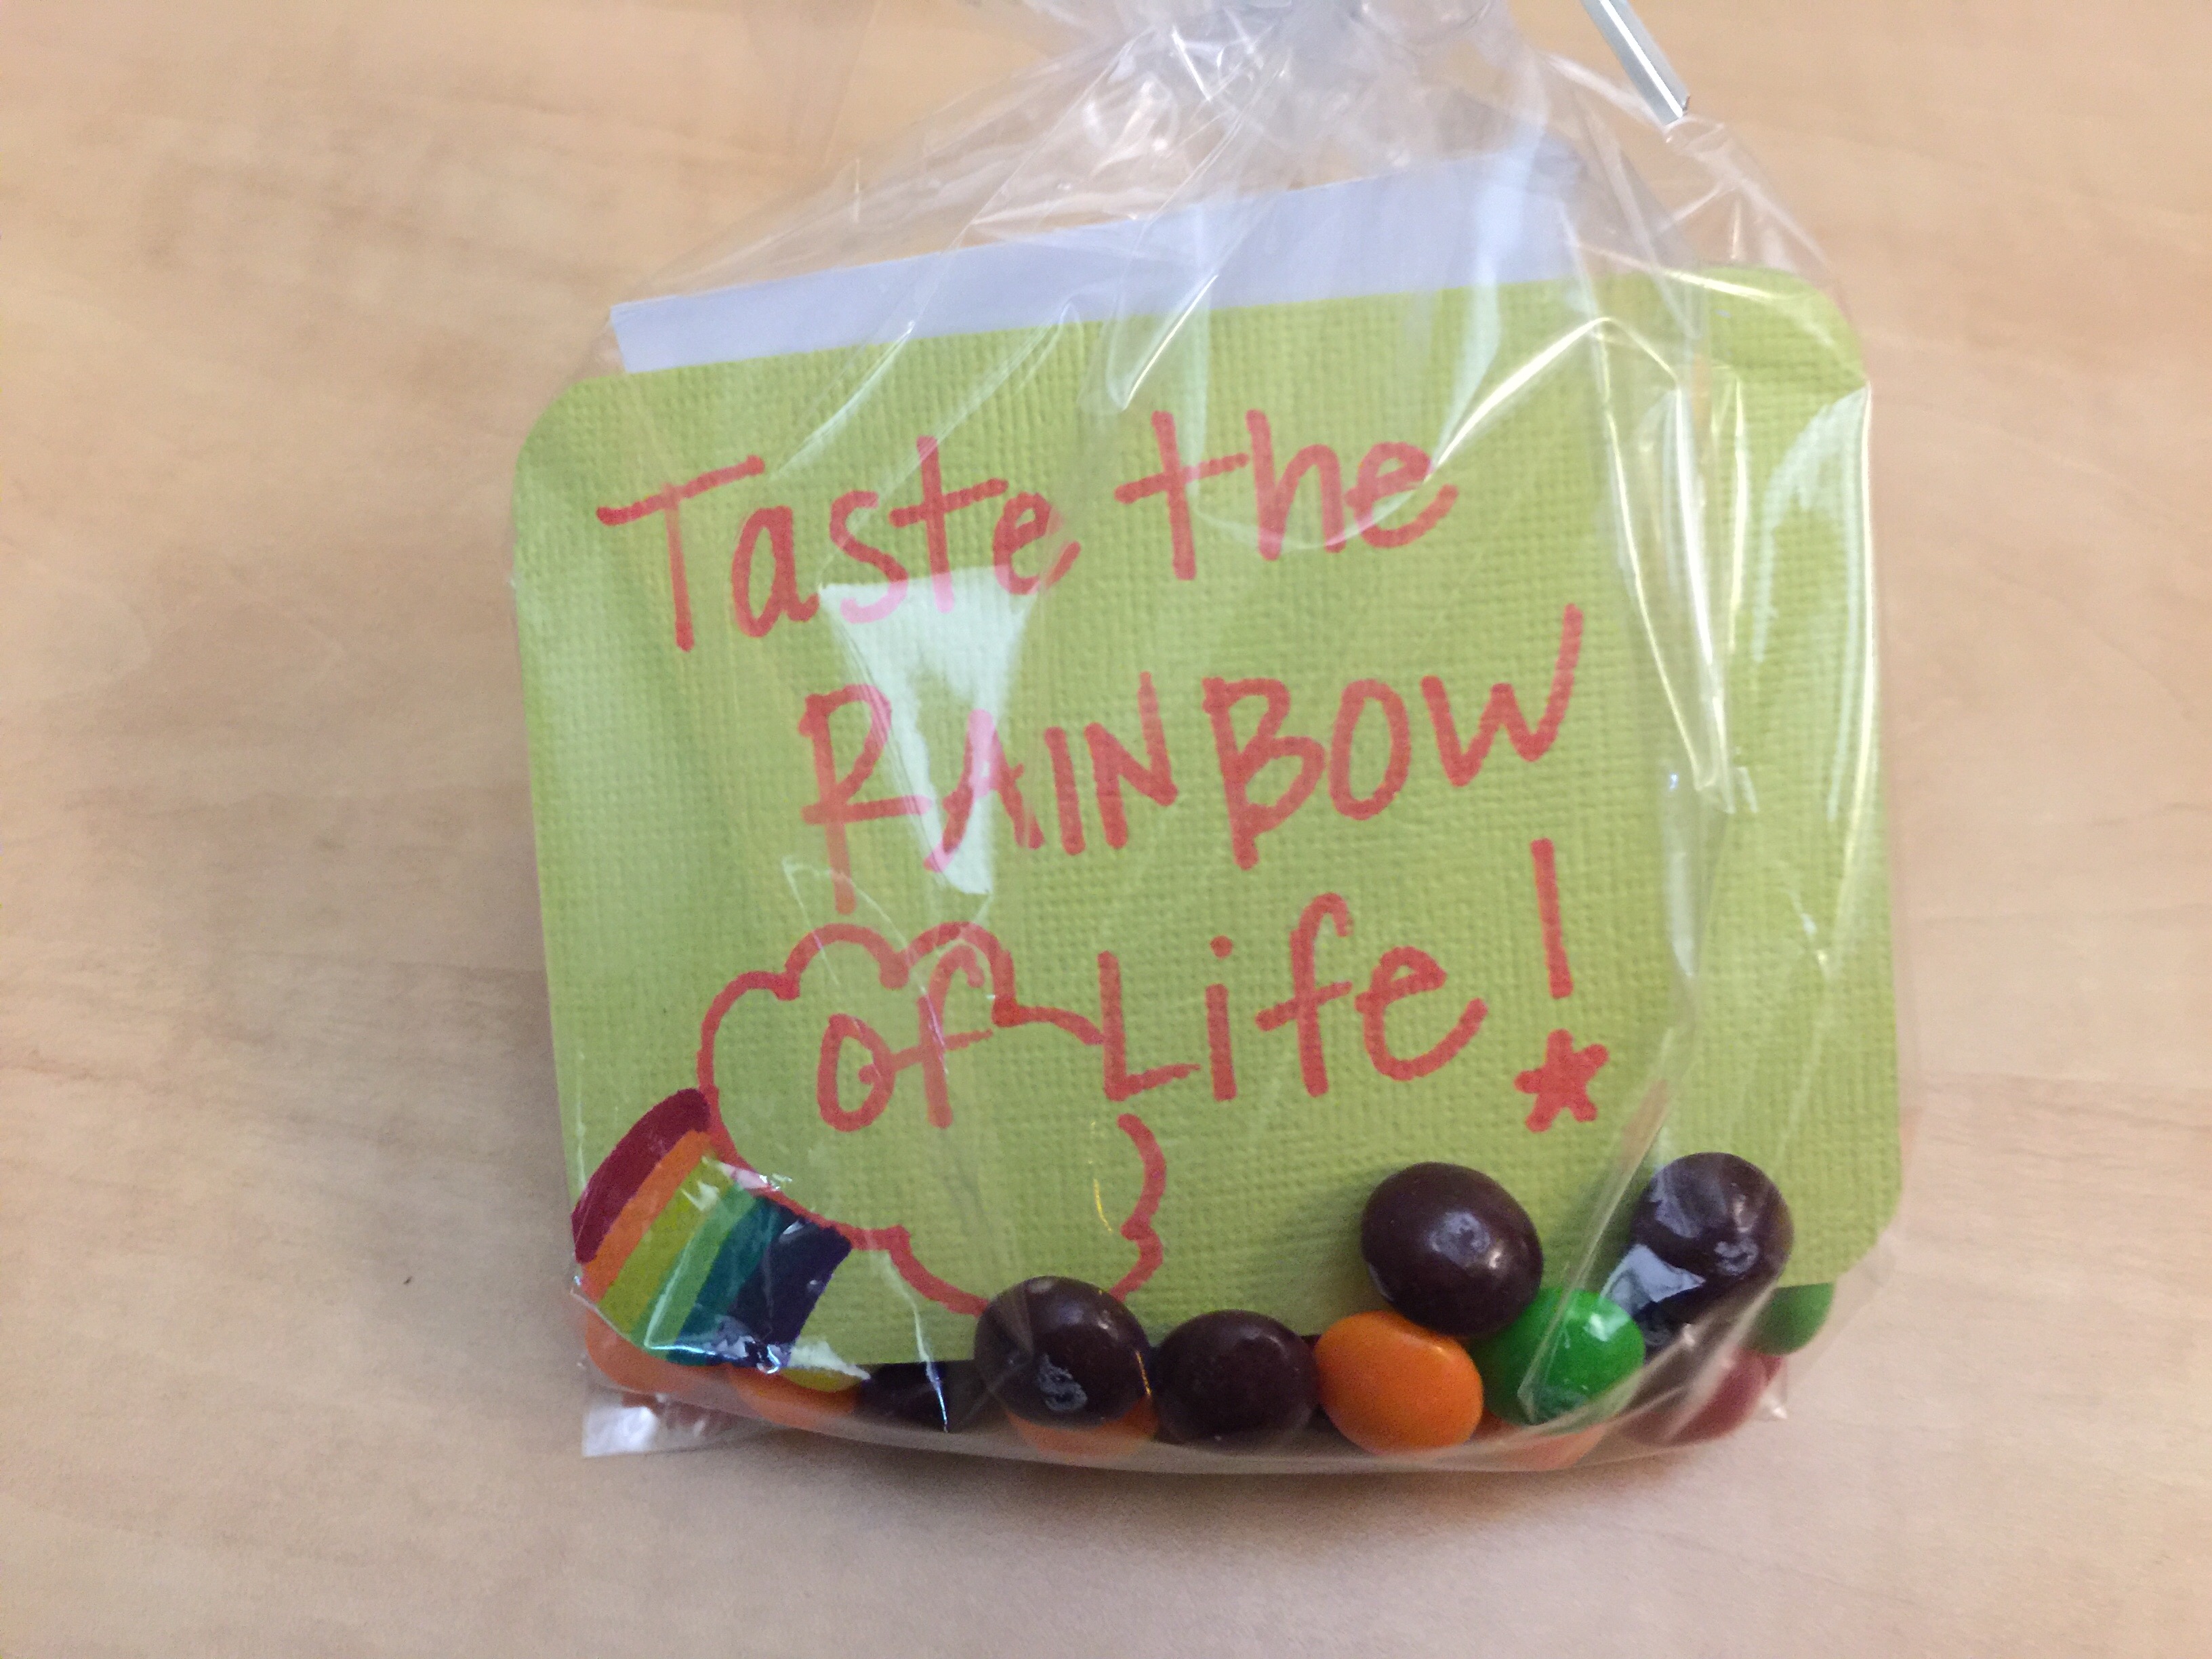 Taste the
RAINBOW
of Life!